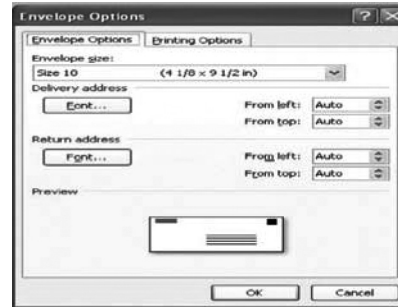 Envelope Options
Envelope Options Printing Options
Envelope size:
Size 10 (4 1/8 x 9 1/2 in)
Delivery address
Font... From left: Auto
From top: Auto
Return address
Font... From left: Auto
From top: Auto
Preview
OK Cancel